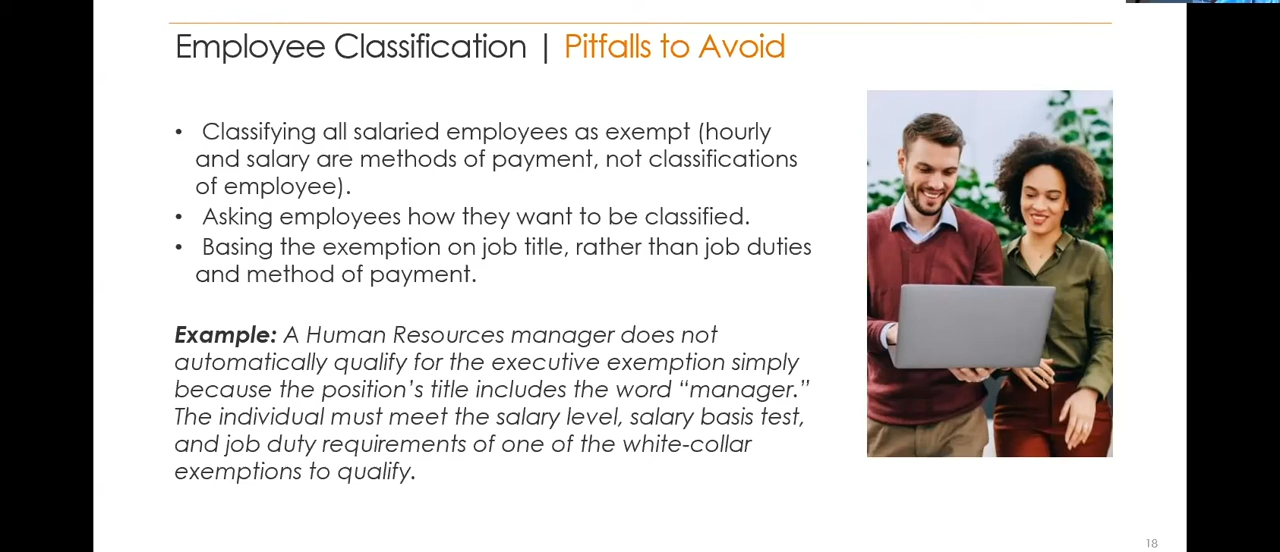 Employee Classification | Pitfalls to Avoid
• Classifying all salaried employees as exempt (hourly
and salary are methods of payment, not classifications
of employee).
• Asking employees how they want to be classified.
• Basing the exemption on job title, rather than job duties
and method of payment.
Example: A Human Resources manager does not
automatically qualify for the executive exemption simply
because the position's title includes the word “manager.”
The individual must meet the salary level, salary basis test,
and job duty requirements of one of the white-collar
exemptions to qualify.
18